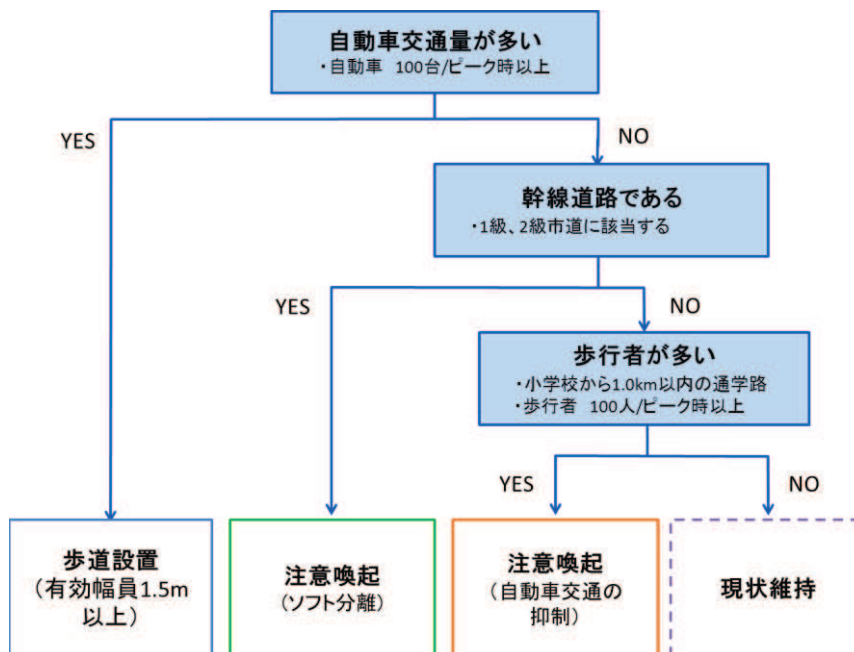 自動車交通量が多い
・自動車 100台/ピーク時以上
YES
NO
幹線道路である
・1級、2級市道に該当する
YES
NO
歩行者が多い
・小学校から1.0km以内の通学路
・歩行者 100人/ピーク時以上
YES
NO
歩道設置
（有効幅員1.5m
以上）
注意喚起
（ソフト分離）
注意喚起
（自動車交通の
抑制）
現状維持